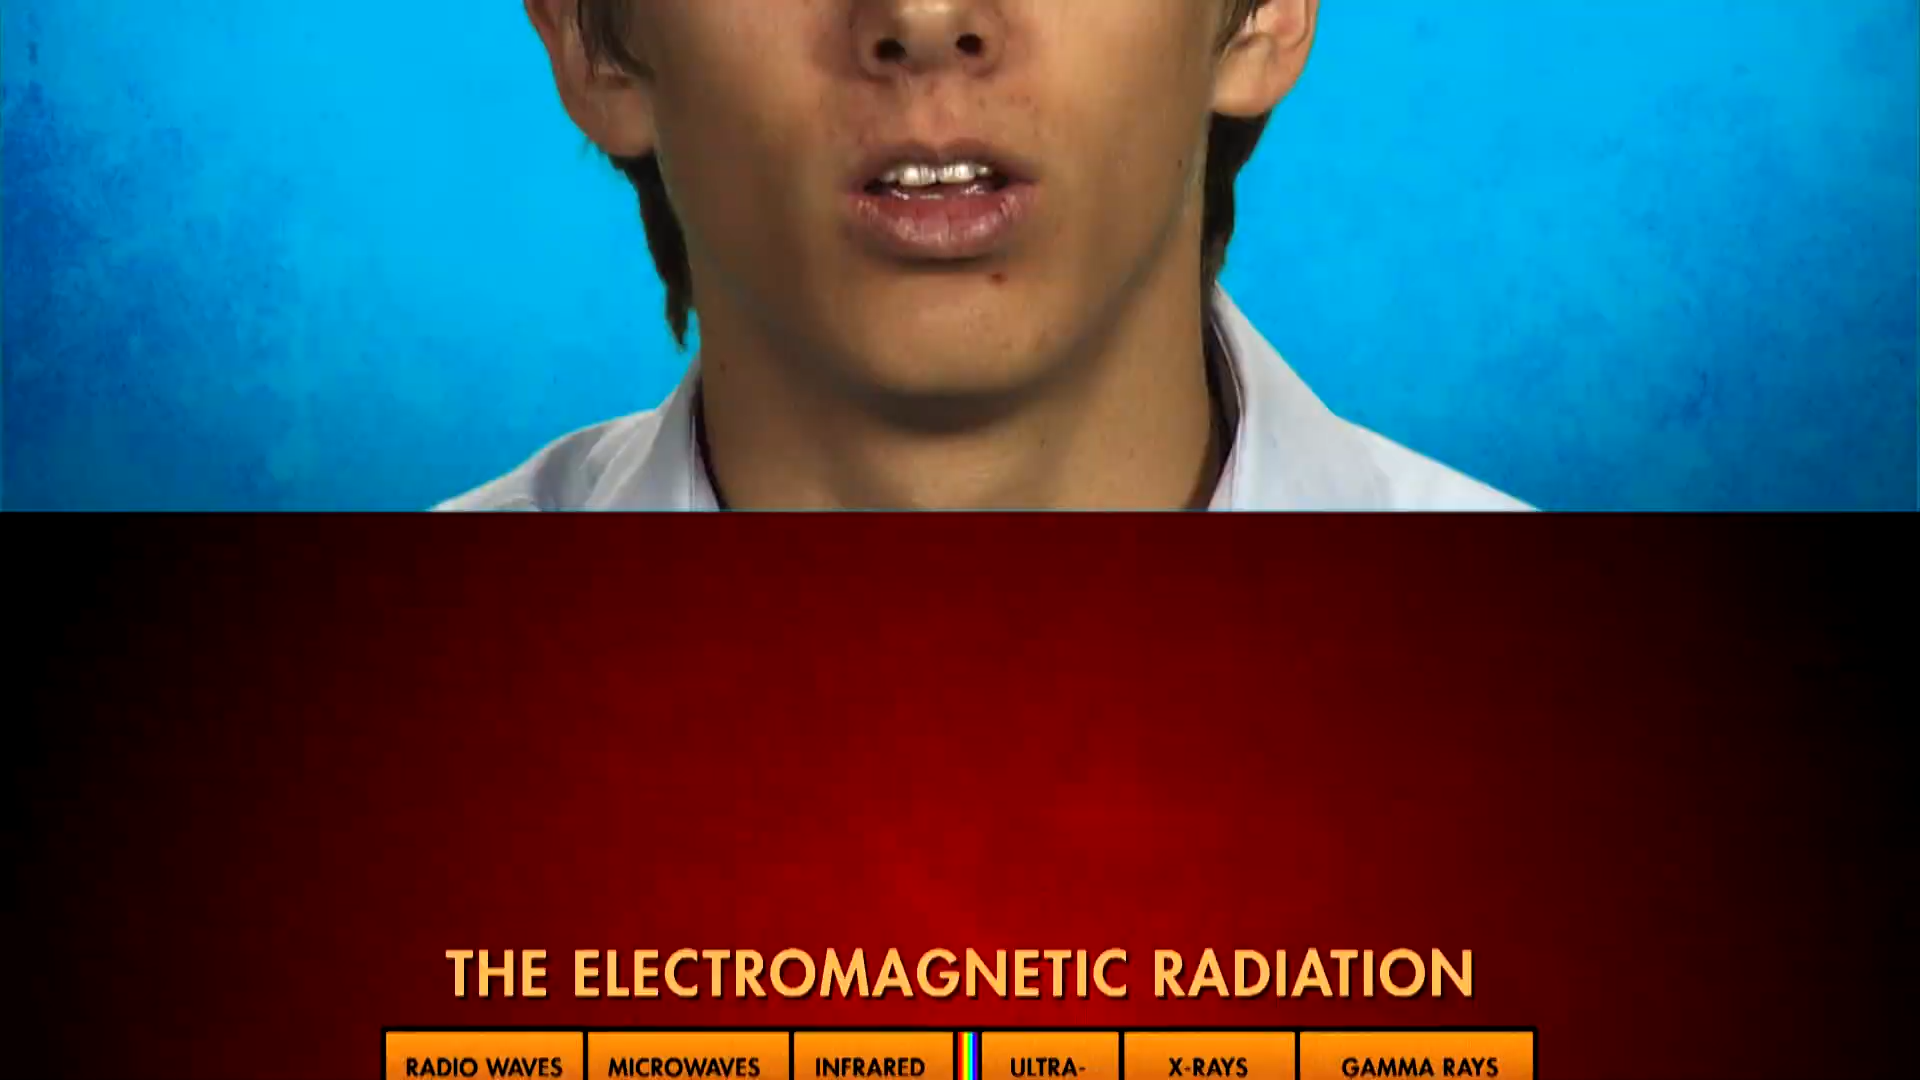 THE ELECTROMAGNETIC RADIATION
RADIO WAVES MICROWAVES INFRARED ULTRA- X-RAYS GAMMA RAYS